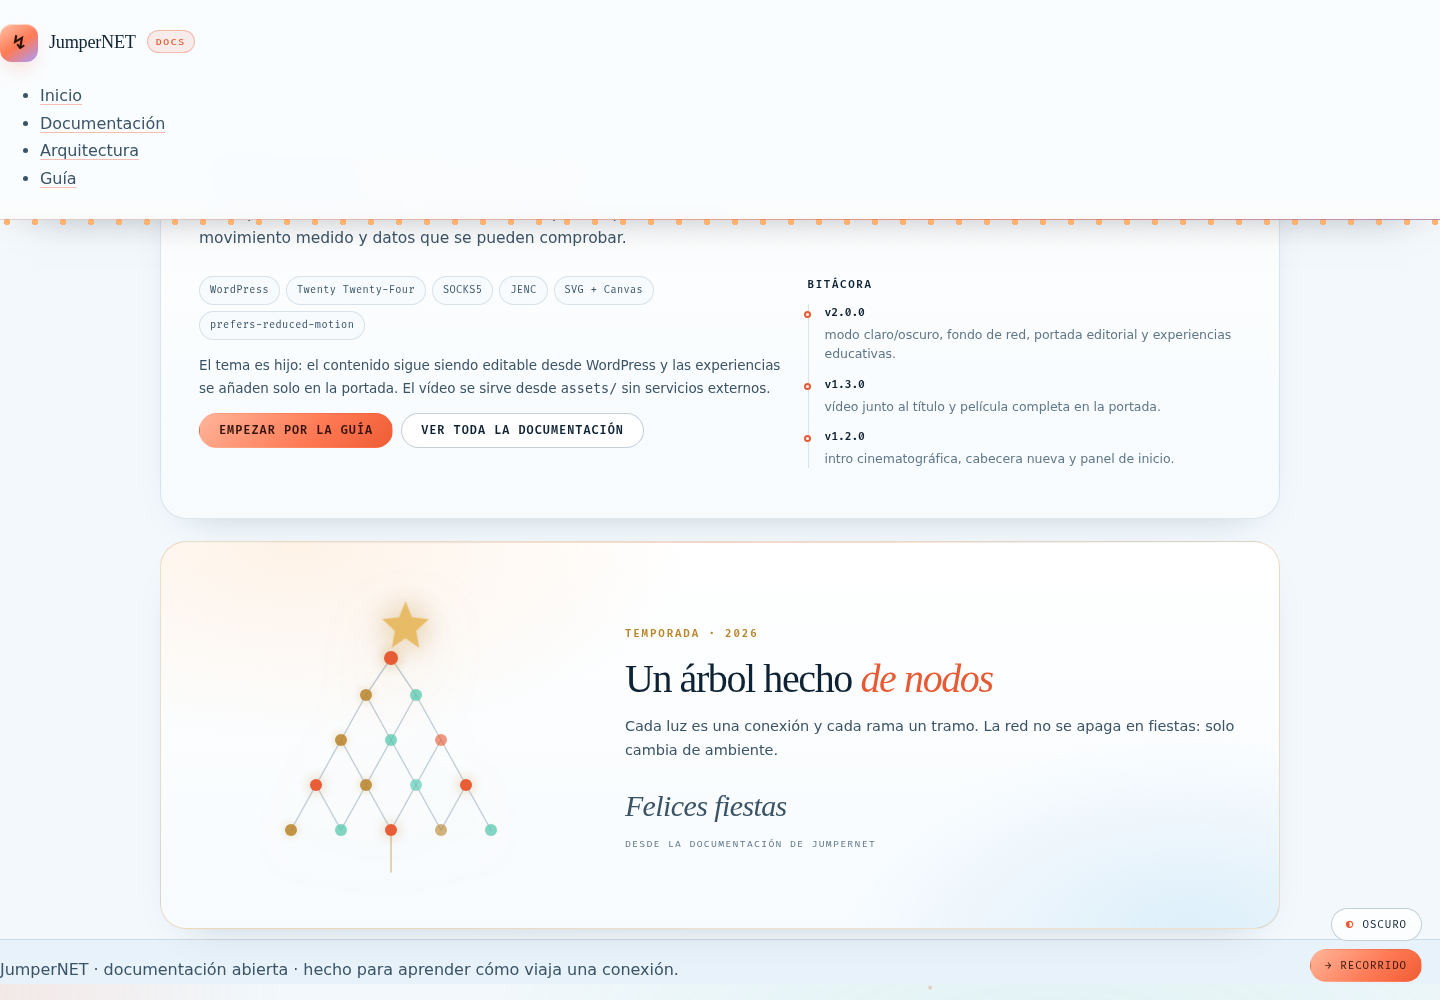 JumperNET DOCS
Inicio
Documentación
Arquitectura
Guía
movimiento medido y datos que se pueden comprobar.
WordPress Twenty Twenty-Four SOCKS5 JENC SVG + Canvas
prefers-reduced-motion
El tema es hijo: el contenido sigue siendo editable desde WordPress y las experiencias
se añaden solo en la portada. El vídeo se sirve desde assets/ sin servicios externos.
EMPEZAR POR LA GUÍA VER TODA LA DOCUMENTACIÓN
BITÁCORA
v2.0.0
modo claro/oscuro, fondo de red, portada editorial y experiencias
educativas.
v1.3.0
vídeo junto al título y película completa en la portada.
v1.2.0
intro cinematográfica, cabecera nueva y panel de inicio.
TEMPORADA · 2026
Un árbol hecho de nodos
Cada luz es una conexión y cada rama un tramo. La red no se apaga en fiestas: solo
cambia de ambiente.
Felices fiestas
DESDE LA DOCUMENTACIÓN DE JUMPERNET
OSCURO
JumperNET · documentación abierta · hecho para aprender cómo viaja una conexión.
→ RECORRIDO